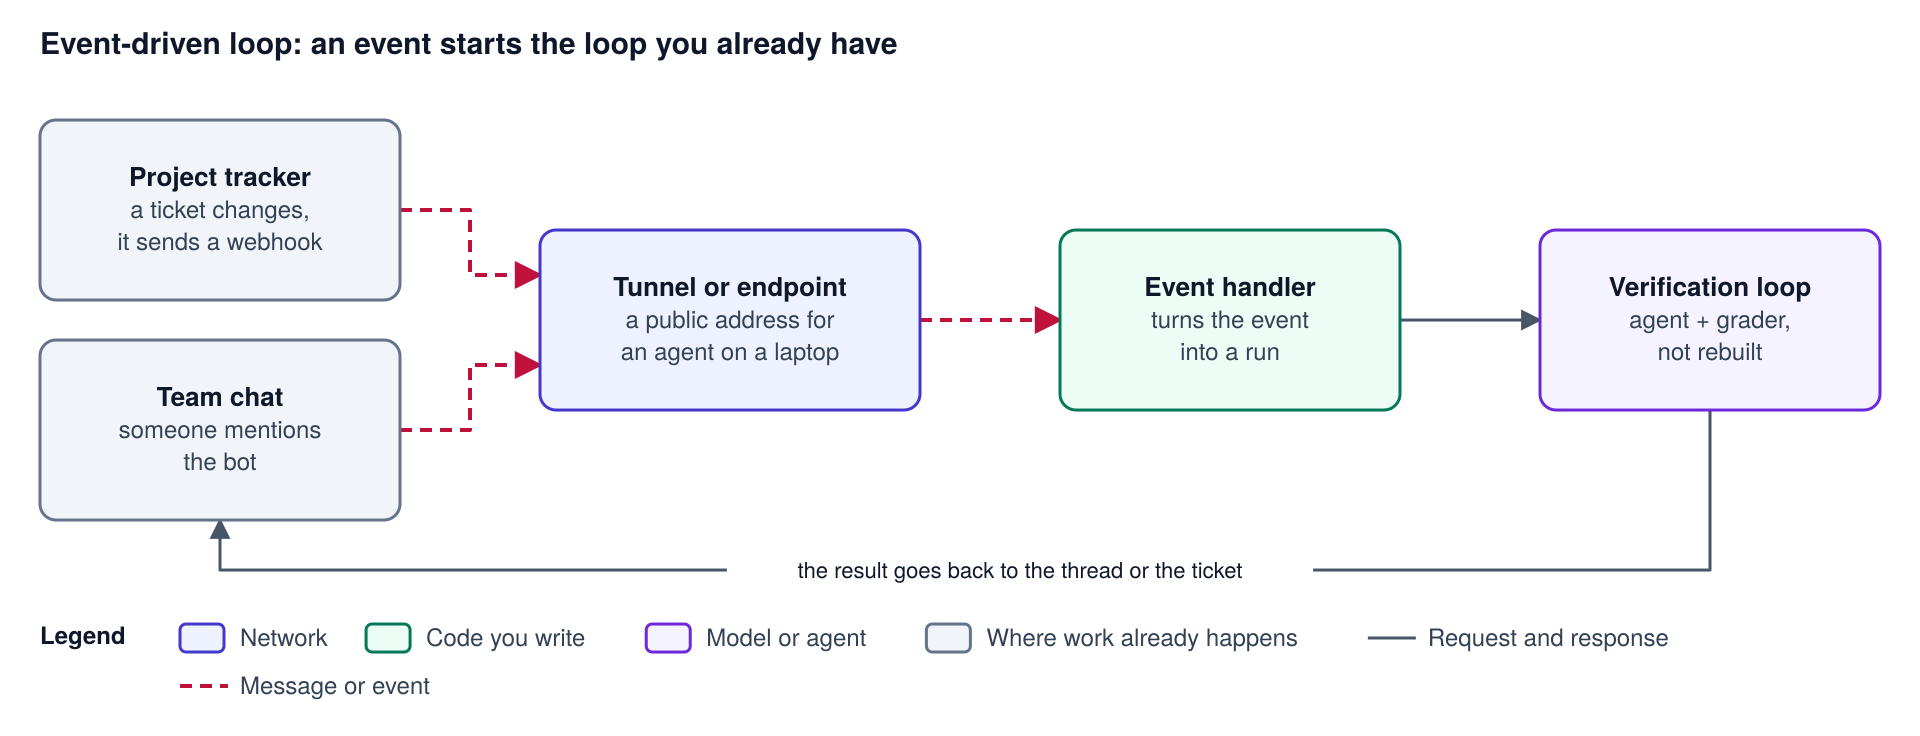 Event-driven loop: an event starts the loop you already have
Project tracker
a ticket changes,
it sends a webhook
Team chat
someone mentions
the bot
Tunnel or endpoint
a public address for
an agent on a laptop
Event handler
turns the event
into a run
Verification loop
agent + grader,
not rebuilt
the result goes back to the thread or the ticket
Legend
Network
Code you write
Model or agent
Where work already happens
Request and response
Message or event